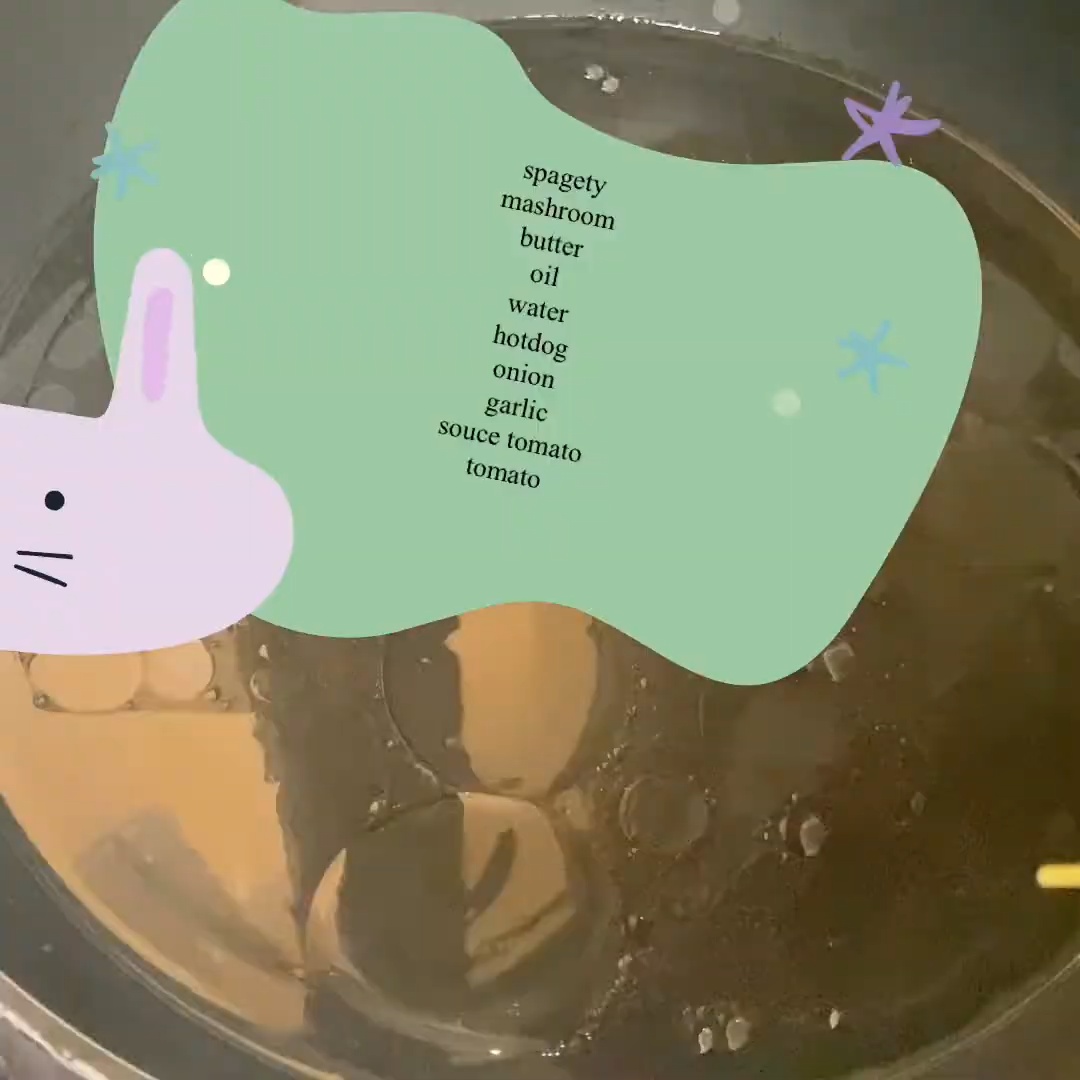 spagety
mashroom
butter
oil
water
hotdog
onion
garlic
souce tomato
tomato